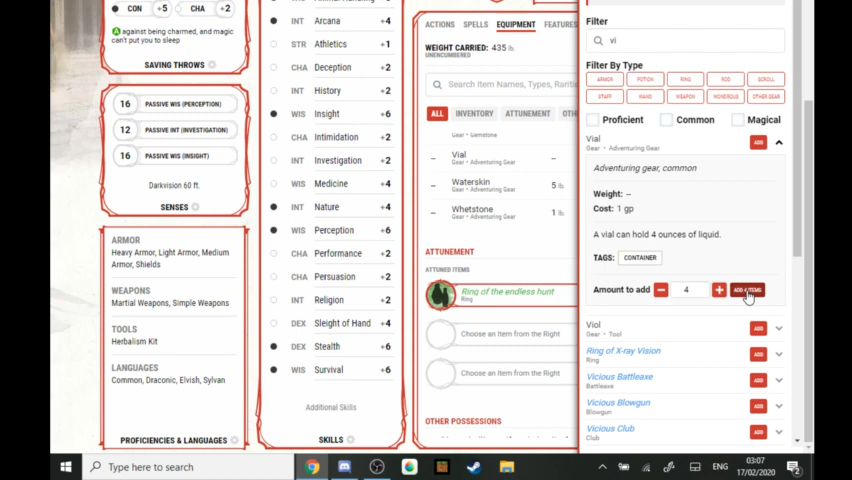 CON +5 CHA +2
A against being charmed, and magic
can't put you to sleep
SAVING THROWS
16 PASSIVE WIS (PERCEPTION)
12 PASSIVE INT (INVESTIGATION)
16 PASSIVE WIS (INSIGHT)
Darkvision 60 ft.
SENSES
ARMOR
Heavy Armor, Light Armor, Medium
Armor, Shields
WEAPONS
Martial Weapons, Simple Weapons
TOOLS
Herbalism Kit
LANGUAGES
Common, Draconic, Elvish, Sylvan
PROFICIENCIES & LANGUAGES
INT Arcana +4
STR Athletics +1
CHA Deception +2
INT History +2
WIS Insight +6
CHA Intimidation +2
INT Investigation +2
WIS Medicine +4
INT Nature +4
WIS Perception +6
CHA Performance +2
CHA Persuasion +2
INT Religion +2
DEX Sleight of Hand +4
DEX Stealth +6
WIS Survival +6
Additional Skills
SKILLS
ACTIONS SPELLS EQUIPMENT FEATURES
WEIGHT CARRIED: 435 lb.
UNENCUMBERED
Search Item Names, Types, Rarities
ALL INVENTORY ATTUNEMENT
Gear • Gemstone
– Vial –
Gear • Adventuring Gear
– Waterskin 5 lb.
Gear • Adventuring Gear
– Whetstone 1 lb.
Gear • Adventuring Gear
ATTUNEMENT
ATTUNED ITEMS
Ring of the endless hunt
Ring
Choose an Item from the Right
Choose an Item from the Right
OTHER POSSESSIONS
Filter
vi
Filter By Type
ARMOR POTION RING ROD SCROLL
STAFF WAND WEAPON WONDROUS OTHER GEAR
Proficient Common Magical
Vial ADD
Gear • Adventuring Gear
Adventuring gear, common
Weight: –
Cost: 1 gp
A vial can hold 4 ounces of liquid.
TAGS: CONTAINER
Amount to add 4 ADD 4 ITEMS
Viol ADD
Gear • Tool
Ring of X-ray Vision ADD
Ring
Vicious Battleaxe ADD
Battleaxe
Vicious Blowgun ADD
Blowgun
Vicious Club ADD
Club
Type here to search
ENG
03:07
17/02/2020
2